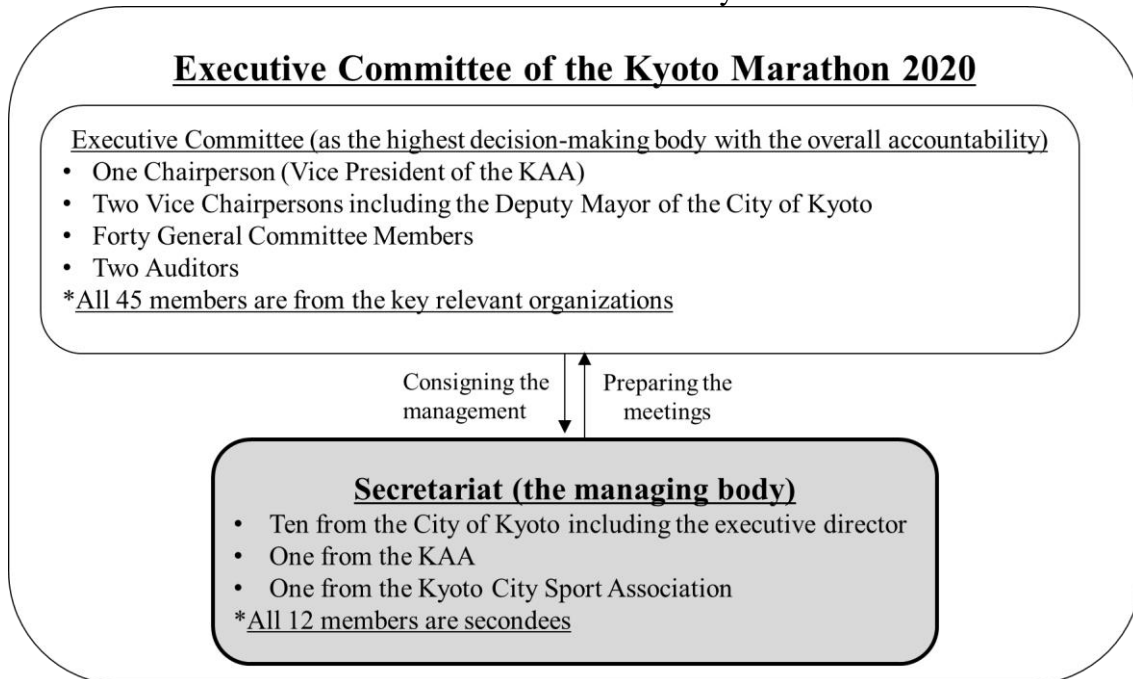 Executive Committee of the Kyoto Marathon 2020
Executive Committee (as the highest decision-making body with the overall accountability)
• One Chairperson (Vice President of the KAA)
• Two Vice Chairpersons including the Deputy Mayor of the City of Kyoto
• Forty General Committee Members
• Two Auditors
*All 45 members are from the key relevant organizations
Consigning the
management
Preparing the
meetings
Secretariat (the managing body)
• Ten from the City of Kyoto including the executive director
• One from the KAA
• One from the Kyoto City Sport Association
*All 12 members are secondees